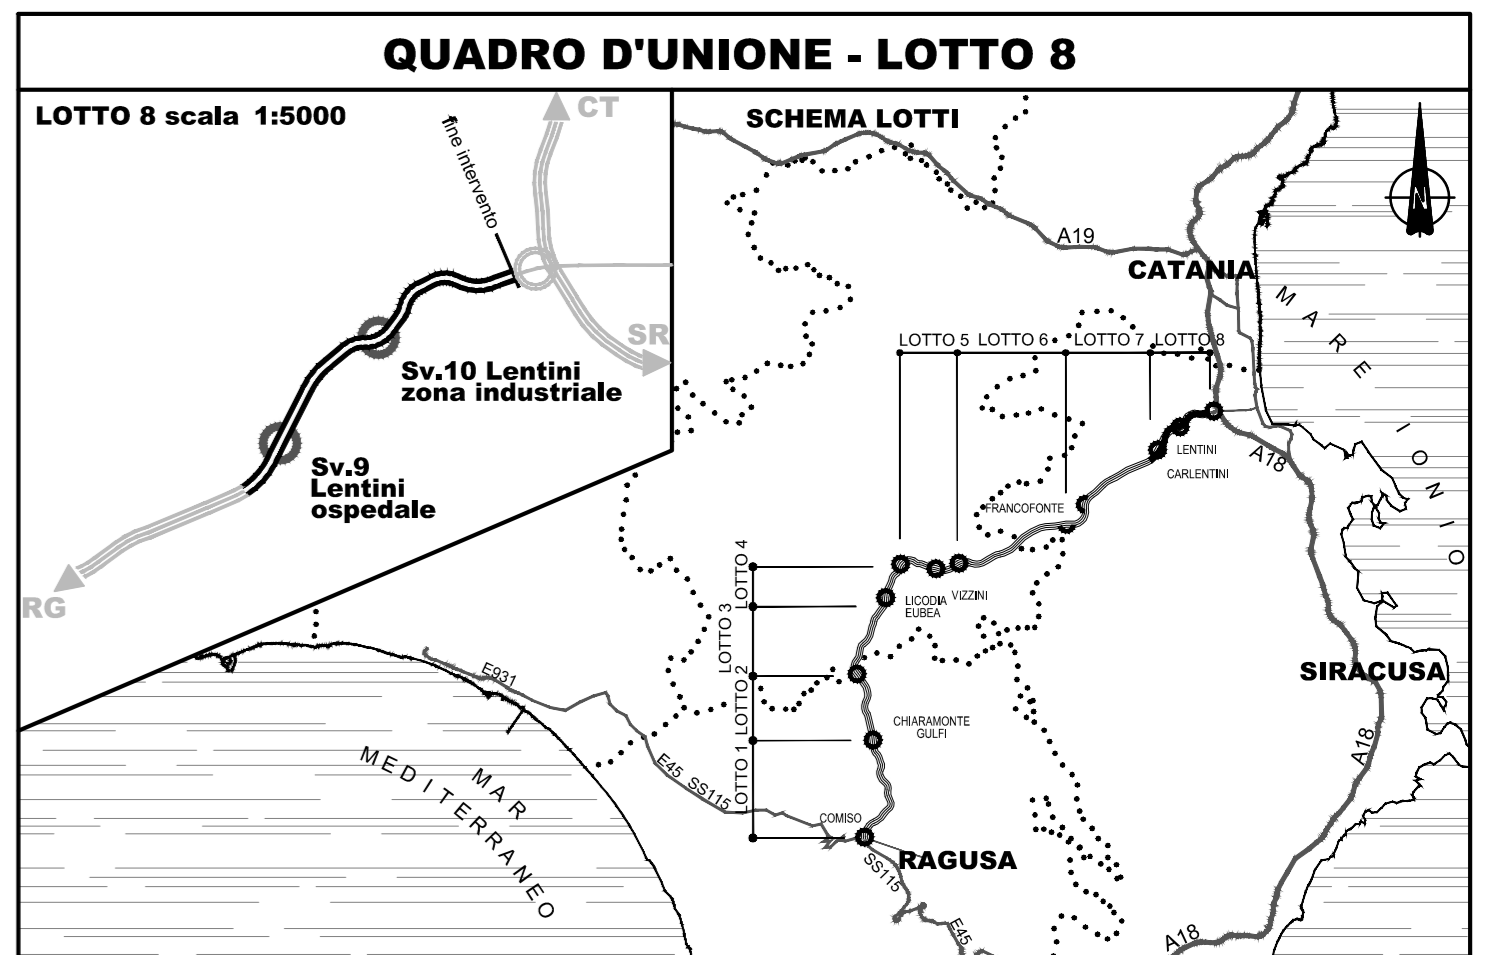 QUADRO D'UNIONE - LOTTO 8
LOTTO 8 scala 1:5000
CT
fine intervento
SR
Sv.10 Lentini
zona industriale
Sv.9
Lentini
ospedale
RG
SCHEMA LOTTI
N
A19
CATANIA
MARE IONIO
LOTTO 5
LOTTO 6
LOTTO 7
LOTTO 8
LENTINI
CARLENTINI
A18
FRANCOFONTE
LOTTO 4
LOTTO 3
LOTTO 2
LOTTO 1
LICODIA
EUBEA
VIZZINI
SIRACUSA
E931
CHIARAMONTE
GULFI
A18
MAR
MEDITERRANEO
E45 SS115
COMISO
RAGUSA
SS115
E45
A18